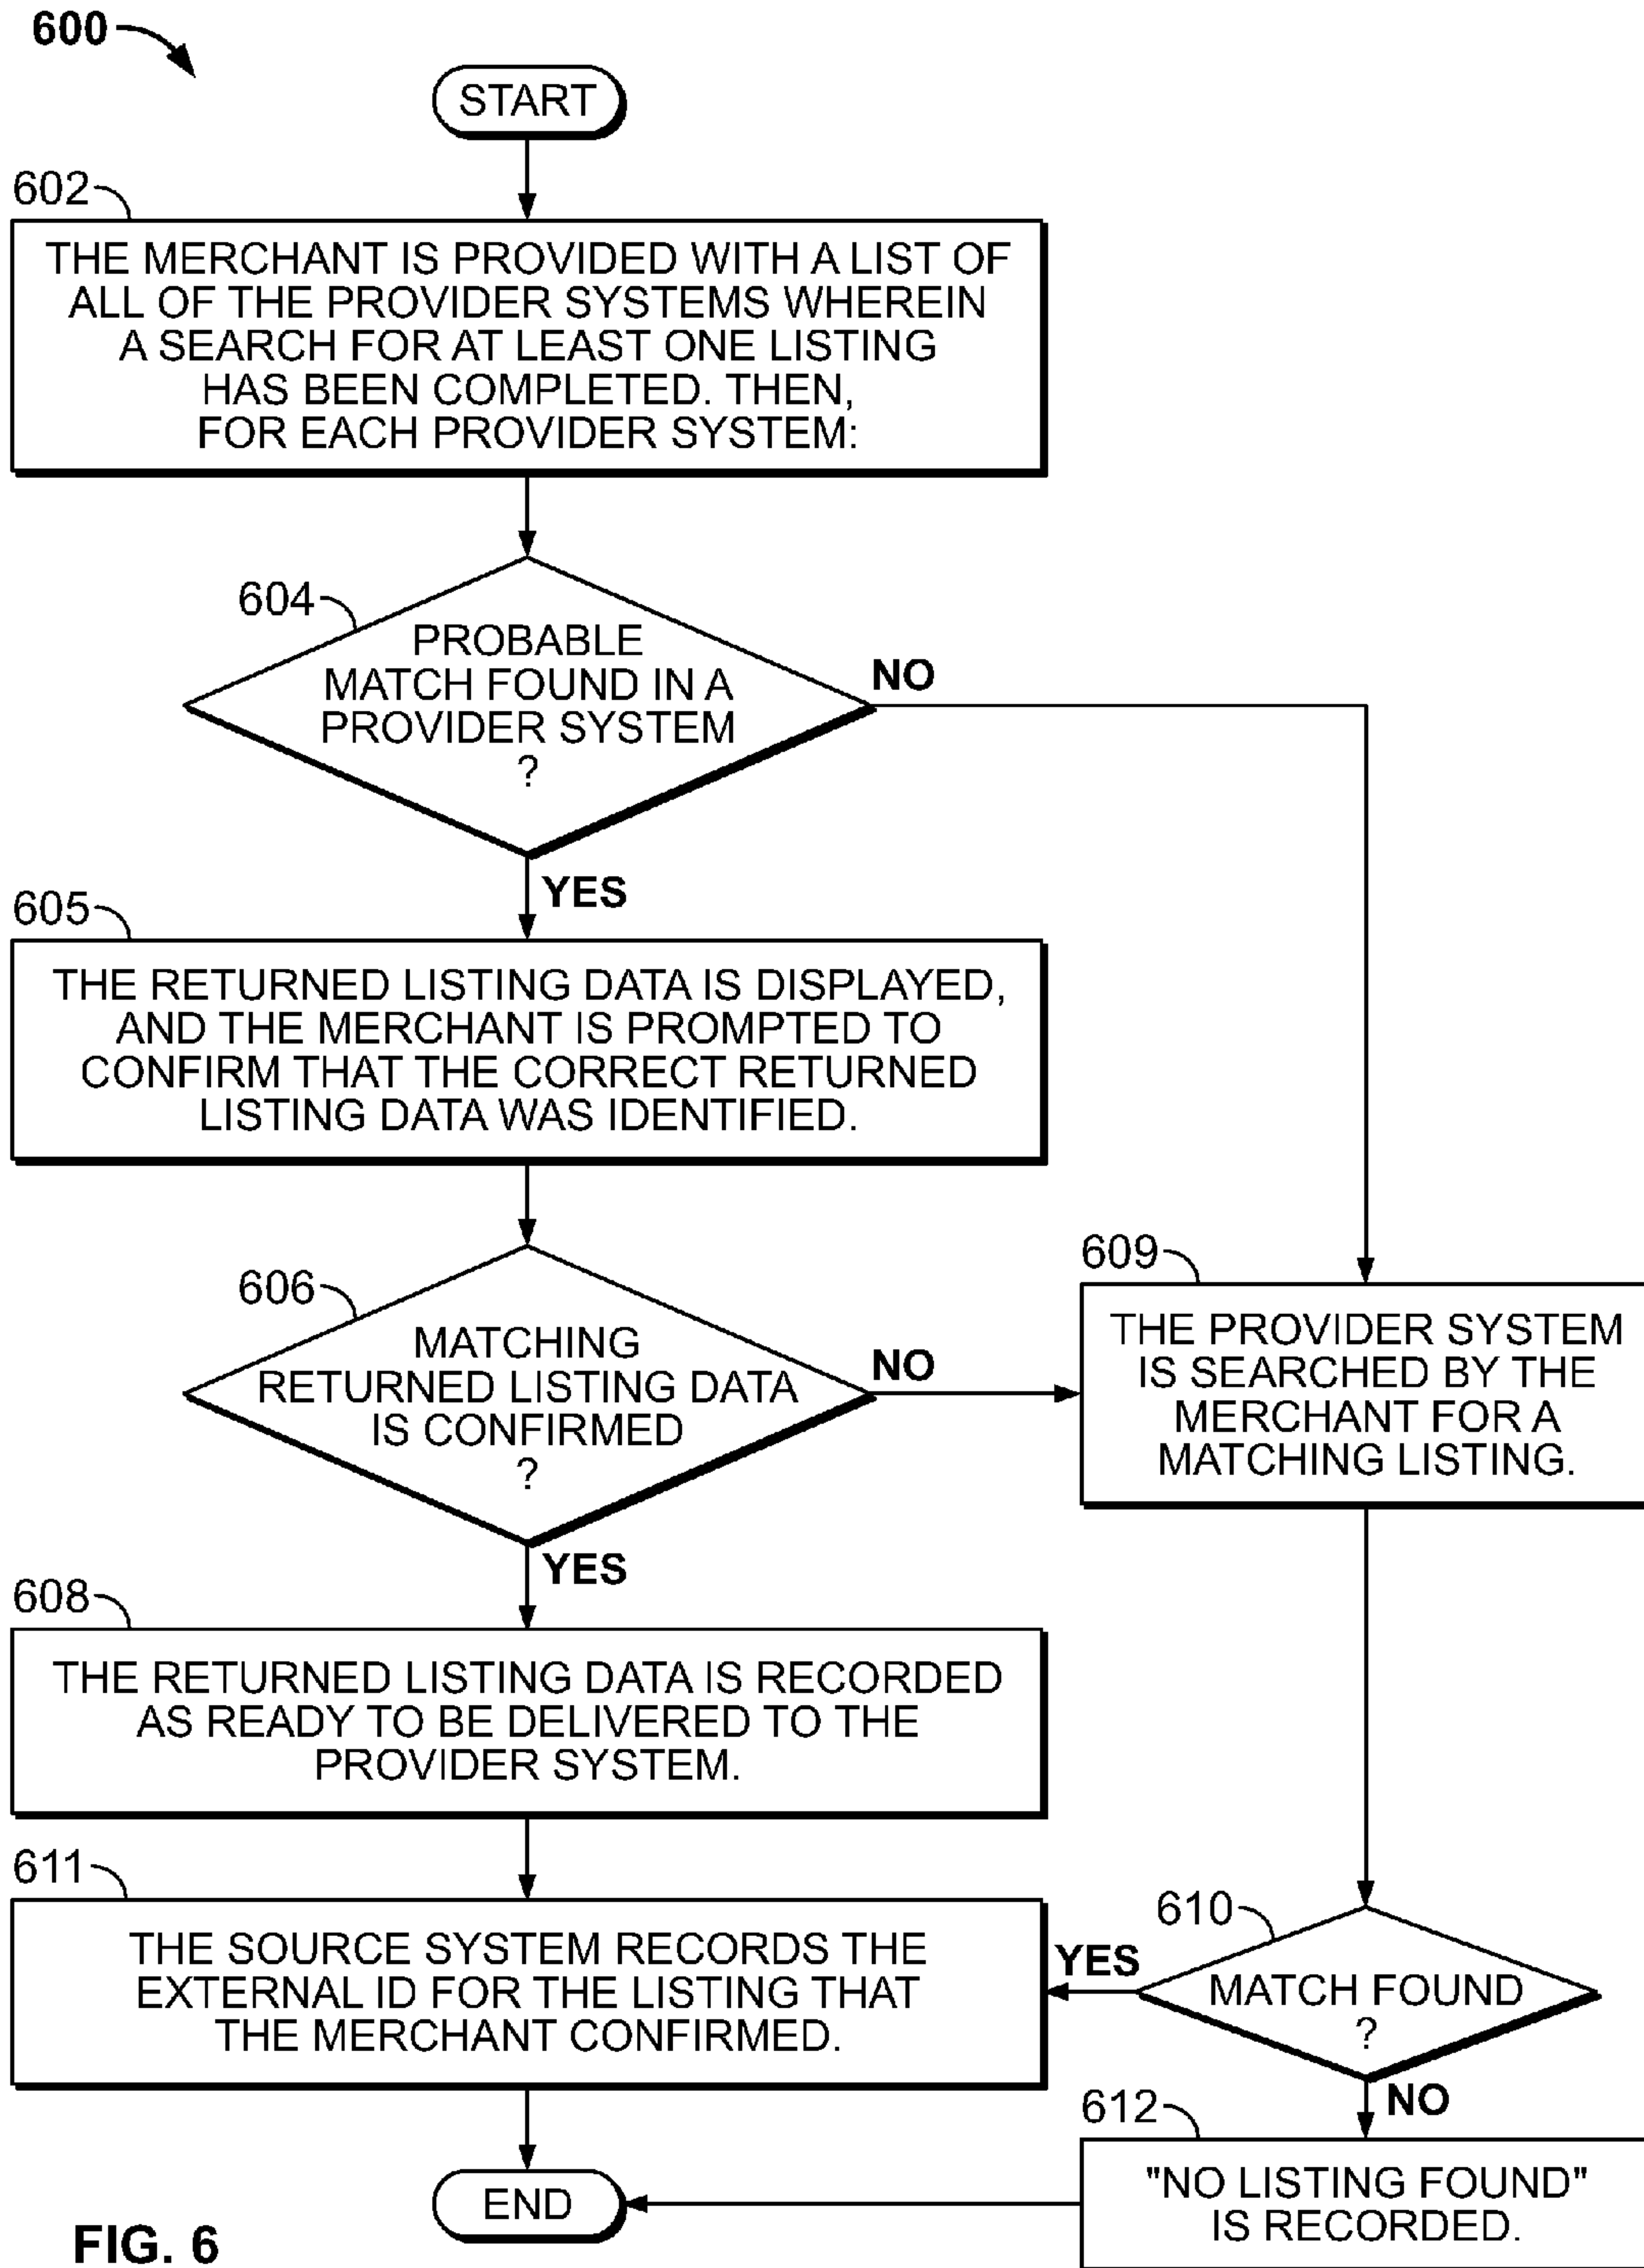 600
START
602
THE MERCHANT IS PROVIDED WITH A LIST OF
ALL OF THE PROVIDER SYSTEMS WHEREIN
A SEARCH FOR AT LEAST ONE LISTING
HAS BEEN COMPLETED. THEN,
FOR EACH PROVIDER SYSTEM:
604
PROBABLE
MATCH FOUND IN A
PROVIDER SYSTEM
?
NO
YES
605
THE RETURNED LISTING DATA IS DISPLAYED,
AND THE MERCHANT IS PROMPTED TO
CONFIRM THAT THE CORRECT RETURNED
LISTING DATA WAS IDENTIFIED.
606
MATCHING
RETURNED LISTING DATA
IS CONFIRMED
?
NO
YES
609
THE PROVIDER SYSTEM
IS SEARCHED BY THE
MERCHANT FOR A
MATCHING LISTING.
608
THE RETURNED LISTING DATA IS RECORDED
AS READY TO BE DELIVERED TO THE
PROVIDER SYSTEM.
611
THE SOURCE SYSTEM RECORDS THE
EXTERNAL ID FOR THE LISTING THAT
THE MERCHANT CONFIRMED.
610
YES
MATCH FOUND
?
NO
612
"NO LISTING FOUND"
IS RECORDED.
END
FIG. 6